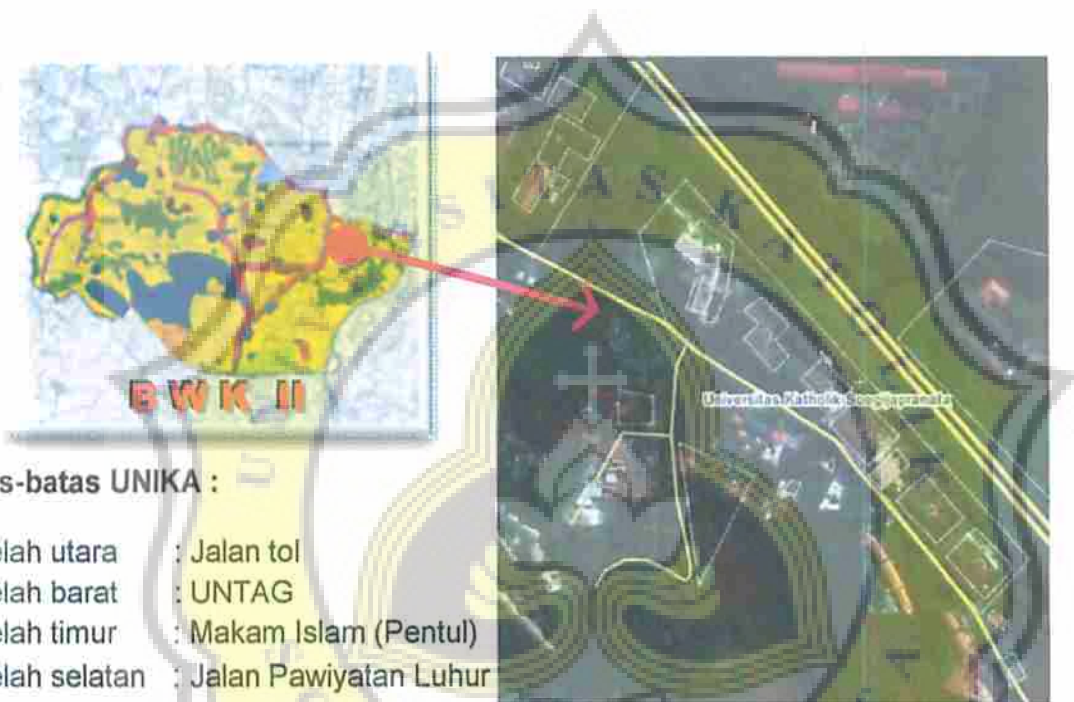 BWK II
Universitas Katholik Soegijapranata
s-batas UNIKA :
elah utara : Jalan tol
elah barat : UNTAG
elah timur : Makam Islam (Pentul)
elah selatan : Jalan Pawiyatan Luhur